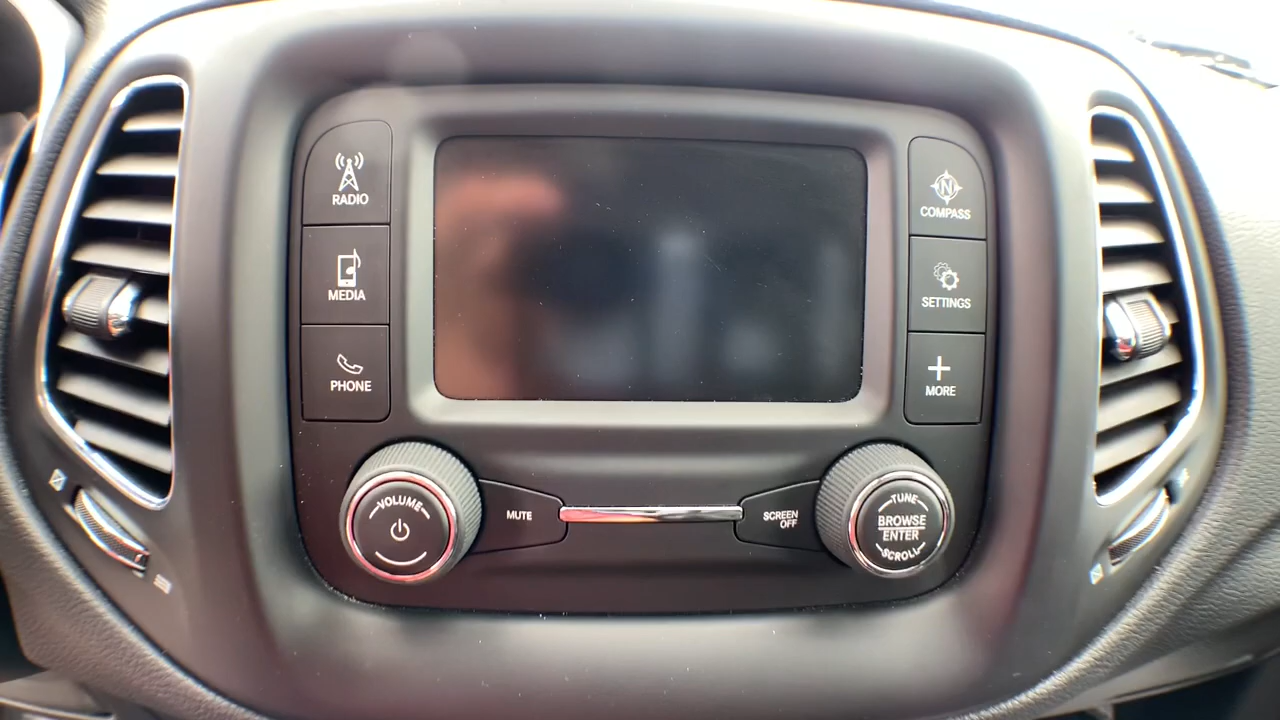 RADIO
MEDIA
PHONE
N
COMPASS
SETTINGS
MORE
VOLUME
MUTE
SCREEN
OFF
TUNE
BROWSE
ENTER
SCROLL